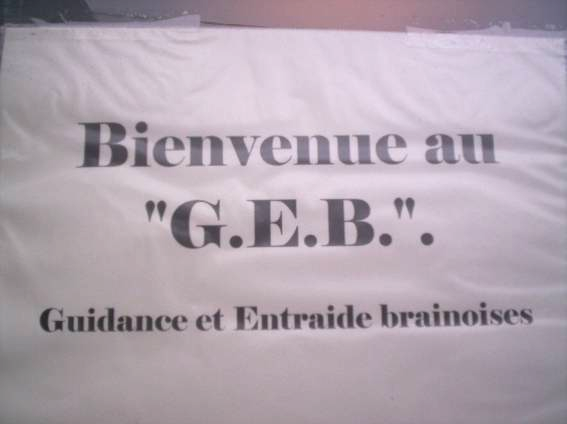 Bienvenue au
"G.E.B.".
Guidance et Entraide brainoises